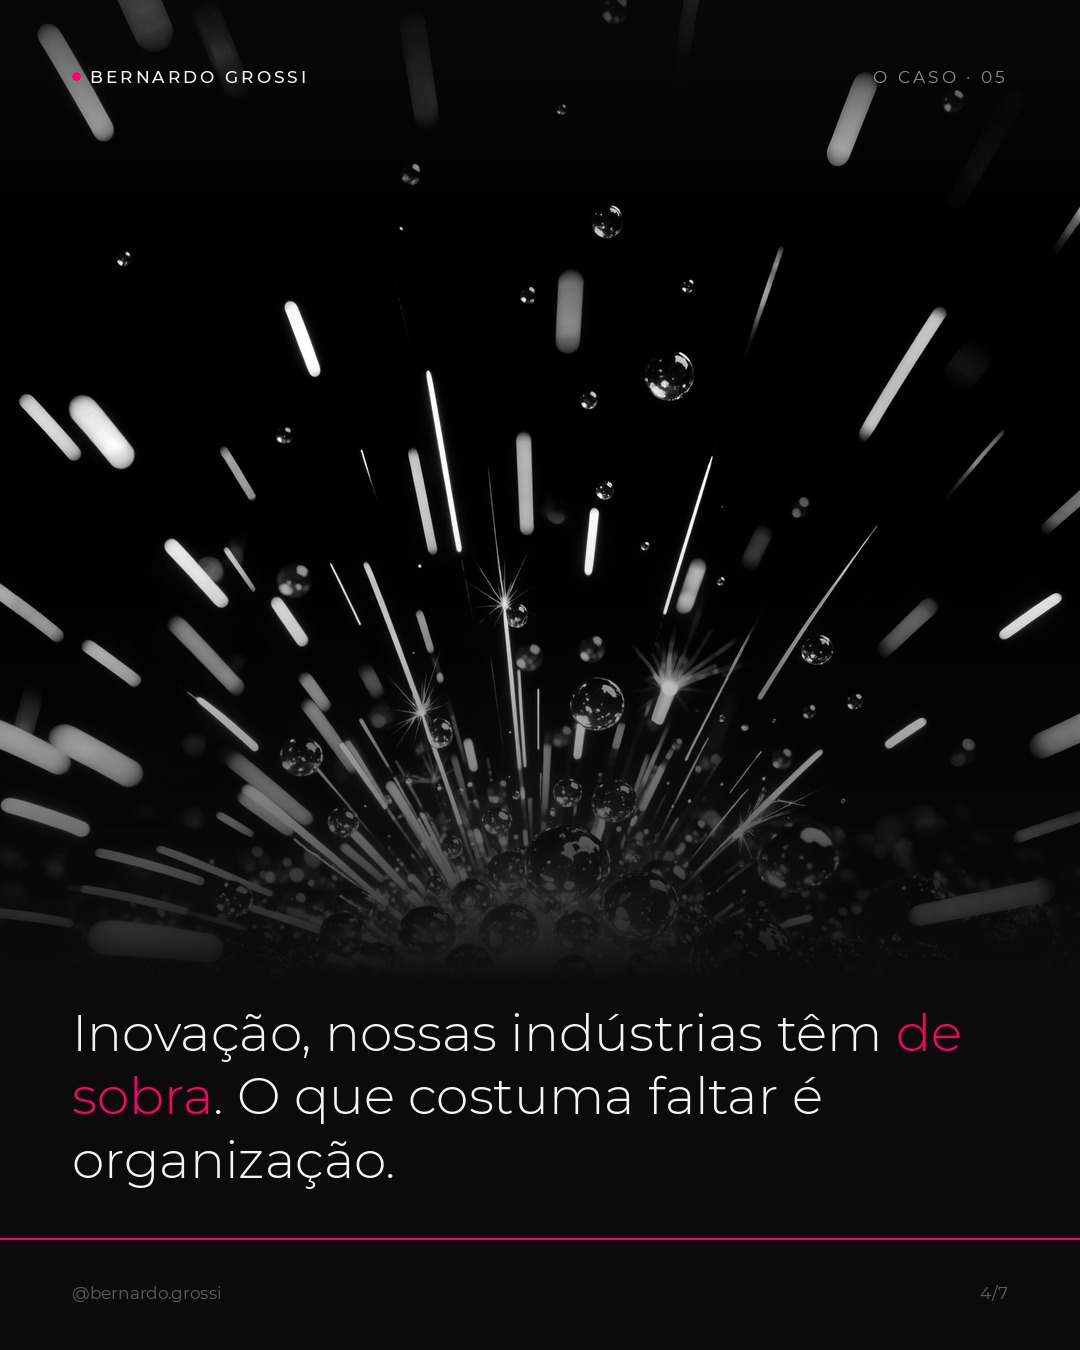 BERNARDO GROSSI
O CASO · 05
Inovação, nossas indústrias têm de
sobra. O que costuma faltar é
organização.
@bernardo.grossi
4/7